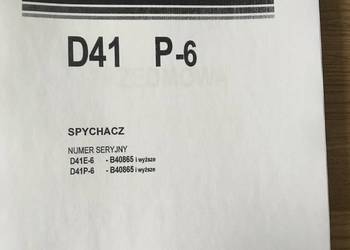 D41 P-6
SPYCHACZ
NUMER SERYJNY
D41E-6 - B40865 i wyższe
D41P-6 - B40865 i wyższe